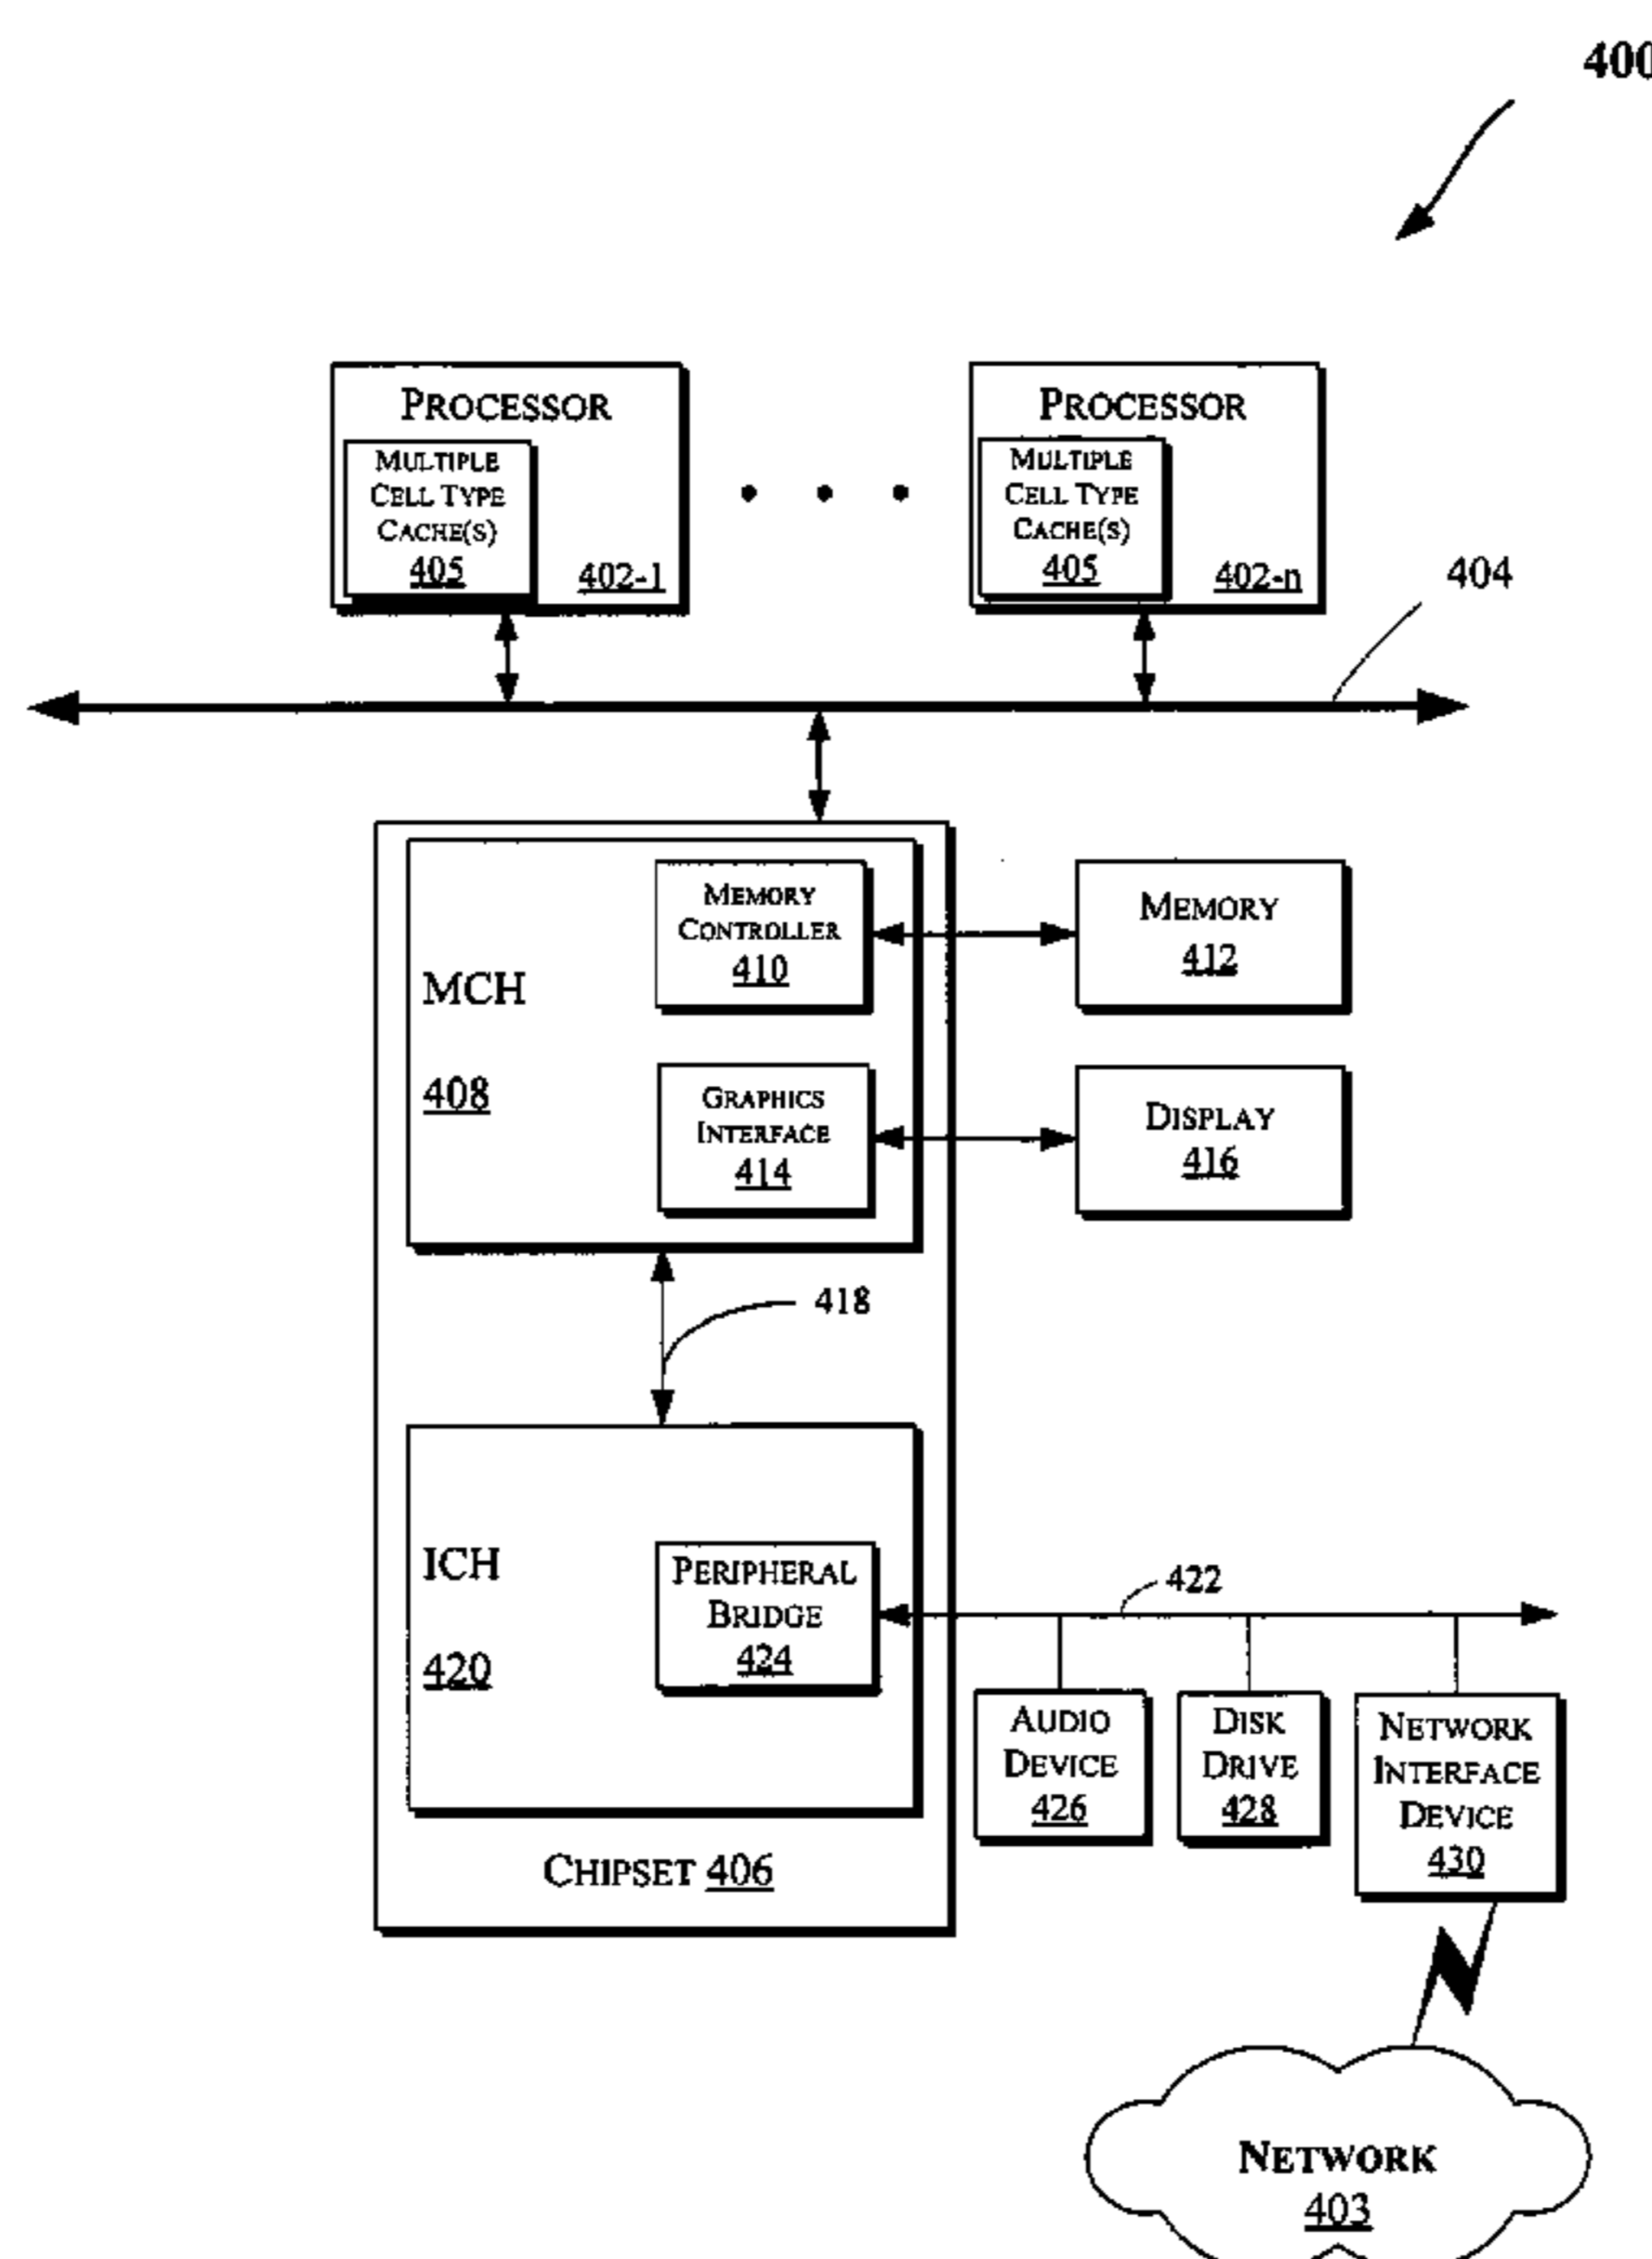 400
PROCESSOR
MULTIPLE
CELL TYPE
CACHE(S)
405
402-1
PROCESSOR
MULTIPLE
CELL TYPE
CACHE(S)
405
402-n
404
MEMORY
CONTROLLER
410
MEMORY
412
MCH
408
GRAPHICS
INTERFACE
414
DISPLAY
416
418
ICH
420
PERIPHERAL
BRIDGE
424
422
AUDIO
DEVICE
426
DISK
DRIVE
428
NETWORK
INTERFACE
DEVICE
430
CHIPSET 406
NETWORK
403